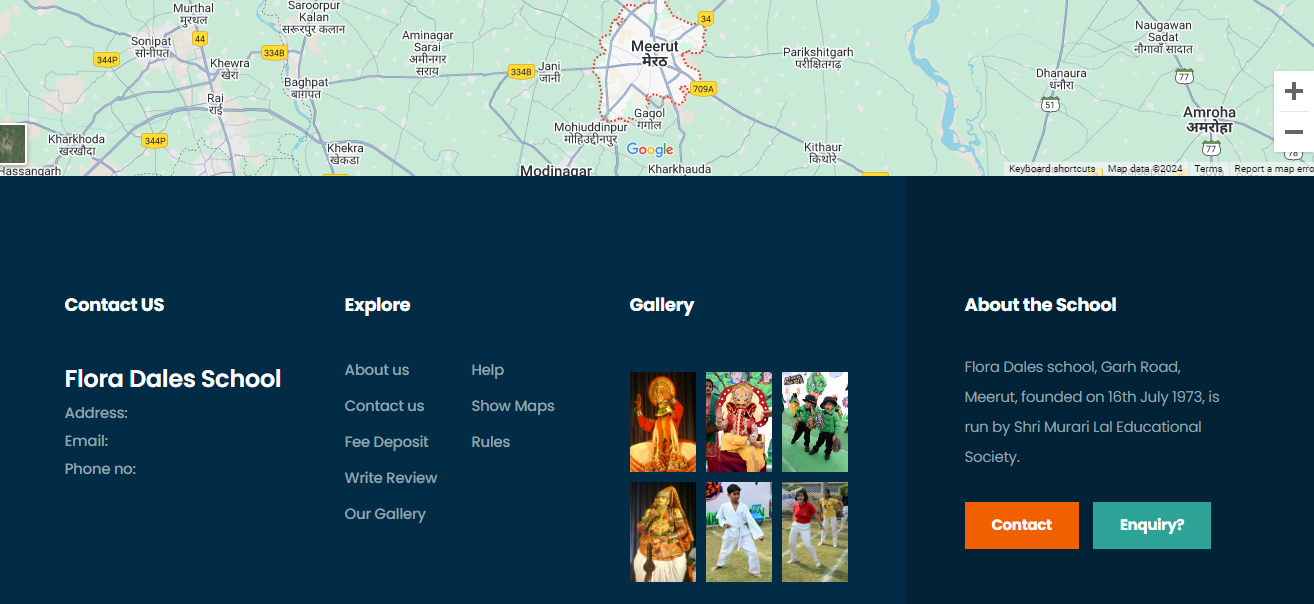 Murthal
मुरथल
Saroorpur
Kalan
सरूरपुर कलान
44
Sonipat
सोनीपत
344P
Khewra
खेरा
334B
Baghpat
बाग़पत
Rai
राई
Kharkhoda
खरखौदा
344P
Hassangarh
Khekra
खेकडा
Aminagar
Sarai
अमीनगर
सराय
334B
Jani
जानी
34
Meerut
मेरठ
709A
Gagol
गगोल
Mohiuddinpur
मोहिउद्दीनपुर
Google
Modinagar
Kharkhauda
Parikshitgarh
परीक्षितगढ़
Kithaur
किथोरे
Naugawan
Sadat
नौगावाँ सादात
77
Dhanaura
धनौरा
51
Amroha
अमरोहा
77
78
Keyboard shortcuts Map data ©2024 Terms Report a map erro
Contact US
Flora Dales School
Address:
Email:
Phone no:
Explore
About us
Contact us
Fee Deposit
Write Review
Our Gallery
Help
Show Maps
Rules
Gallery
About the School
Flora Dales school, Garh Road,
Meerut, founded on 16th July 1973, is
run by Shri Murari Lal Educational
Society.
Contact
Enquiry?